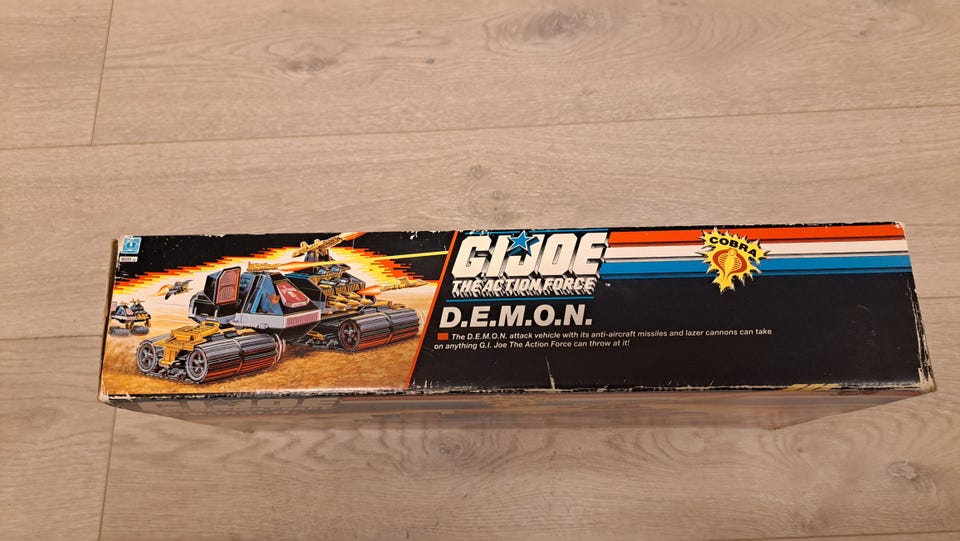 G.I. JOE
THE ACTION FORCE™
D.E.M.O.N.
The D.E.M.O.N. attack vehicle with its anti-aircraft missiles and lazer cannons can take
on anything G.I. Joe The Action Force can throw at it!
COBRA